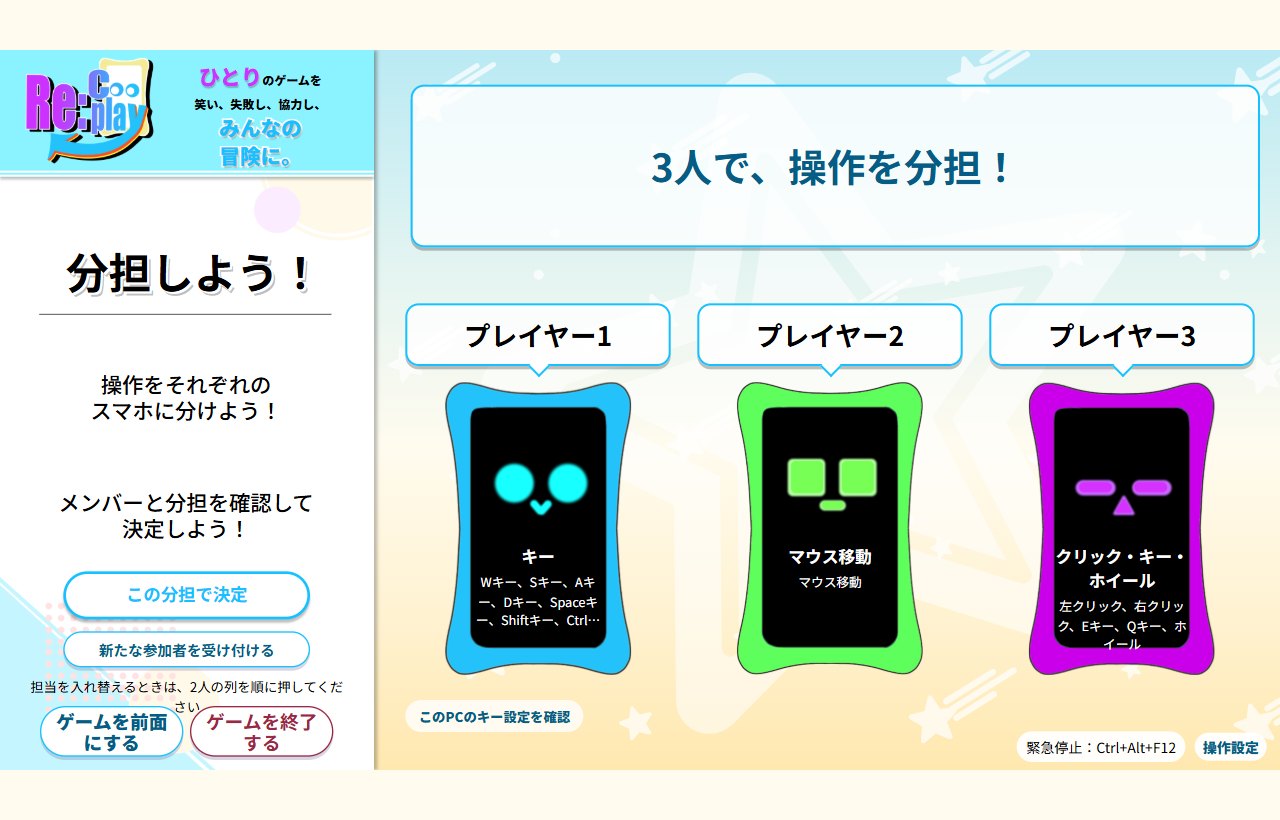 Re:Coo play
ひとりのゲームを
笑い、失敗し、協力し、
みんなの
冒険に。
分担しよう！
操作をそれぞれの
スマホに分けよう！
メンバーと分担を確認して
決定しよう！
この分担で決定
新たな参加者を受け付ける
担当を入れ替えるときは、2人の列を順に押してくだ
さい
ゲームを前面
にする
ゲームを終了
する
3人で、操作を分担！
プレイヤー1
キー
Wキー、Sキー、Aキ
ー、Dキー、Spaceキ
ー、Shiftキー、Ctrl…
プレイヤー2
マウス移動
マウス移動
プレイヤー3
クリック・キー・
ホイール
左クリック、右クリッ
ク、Eキー、Qキー、ホ
イール
このPCのキー設定を確認
緊急停止：Ctrl+Alt+F12
操作設定